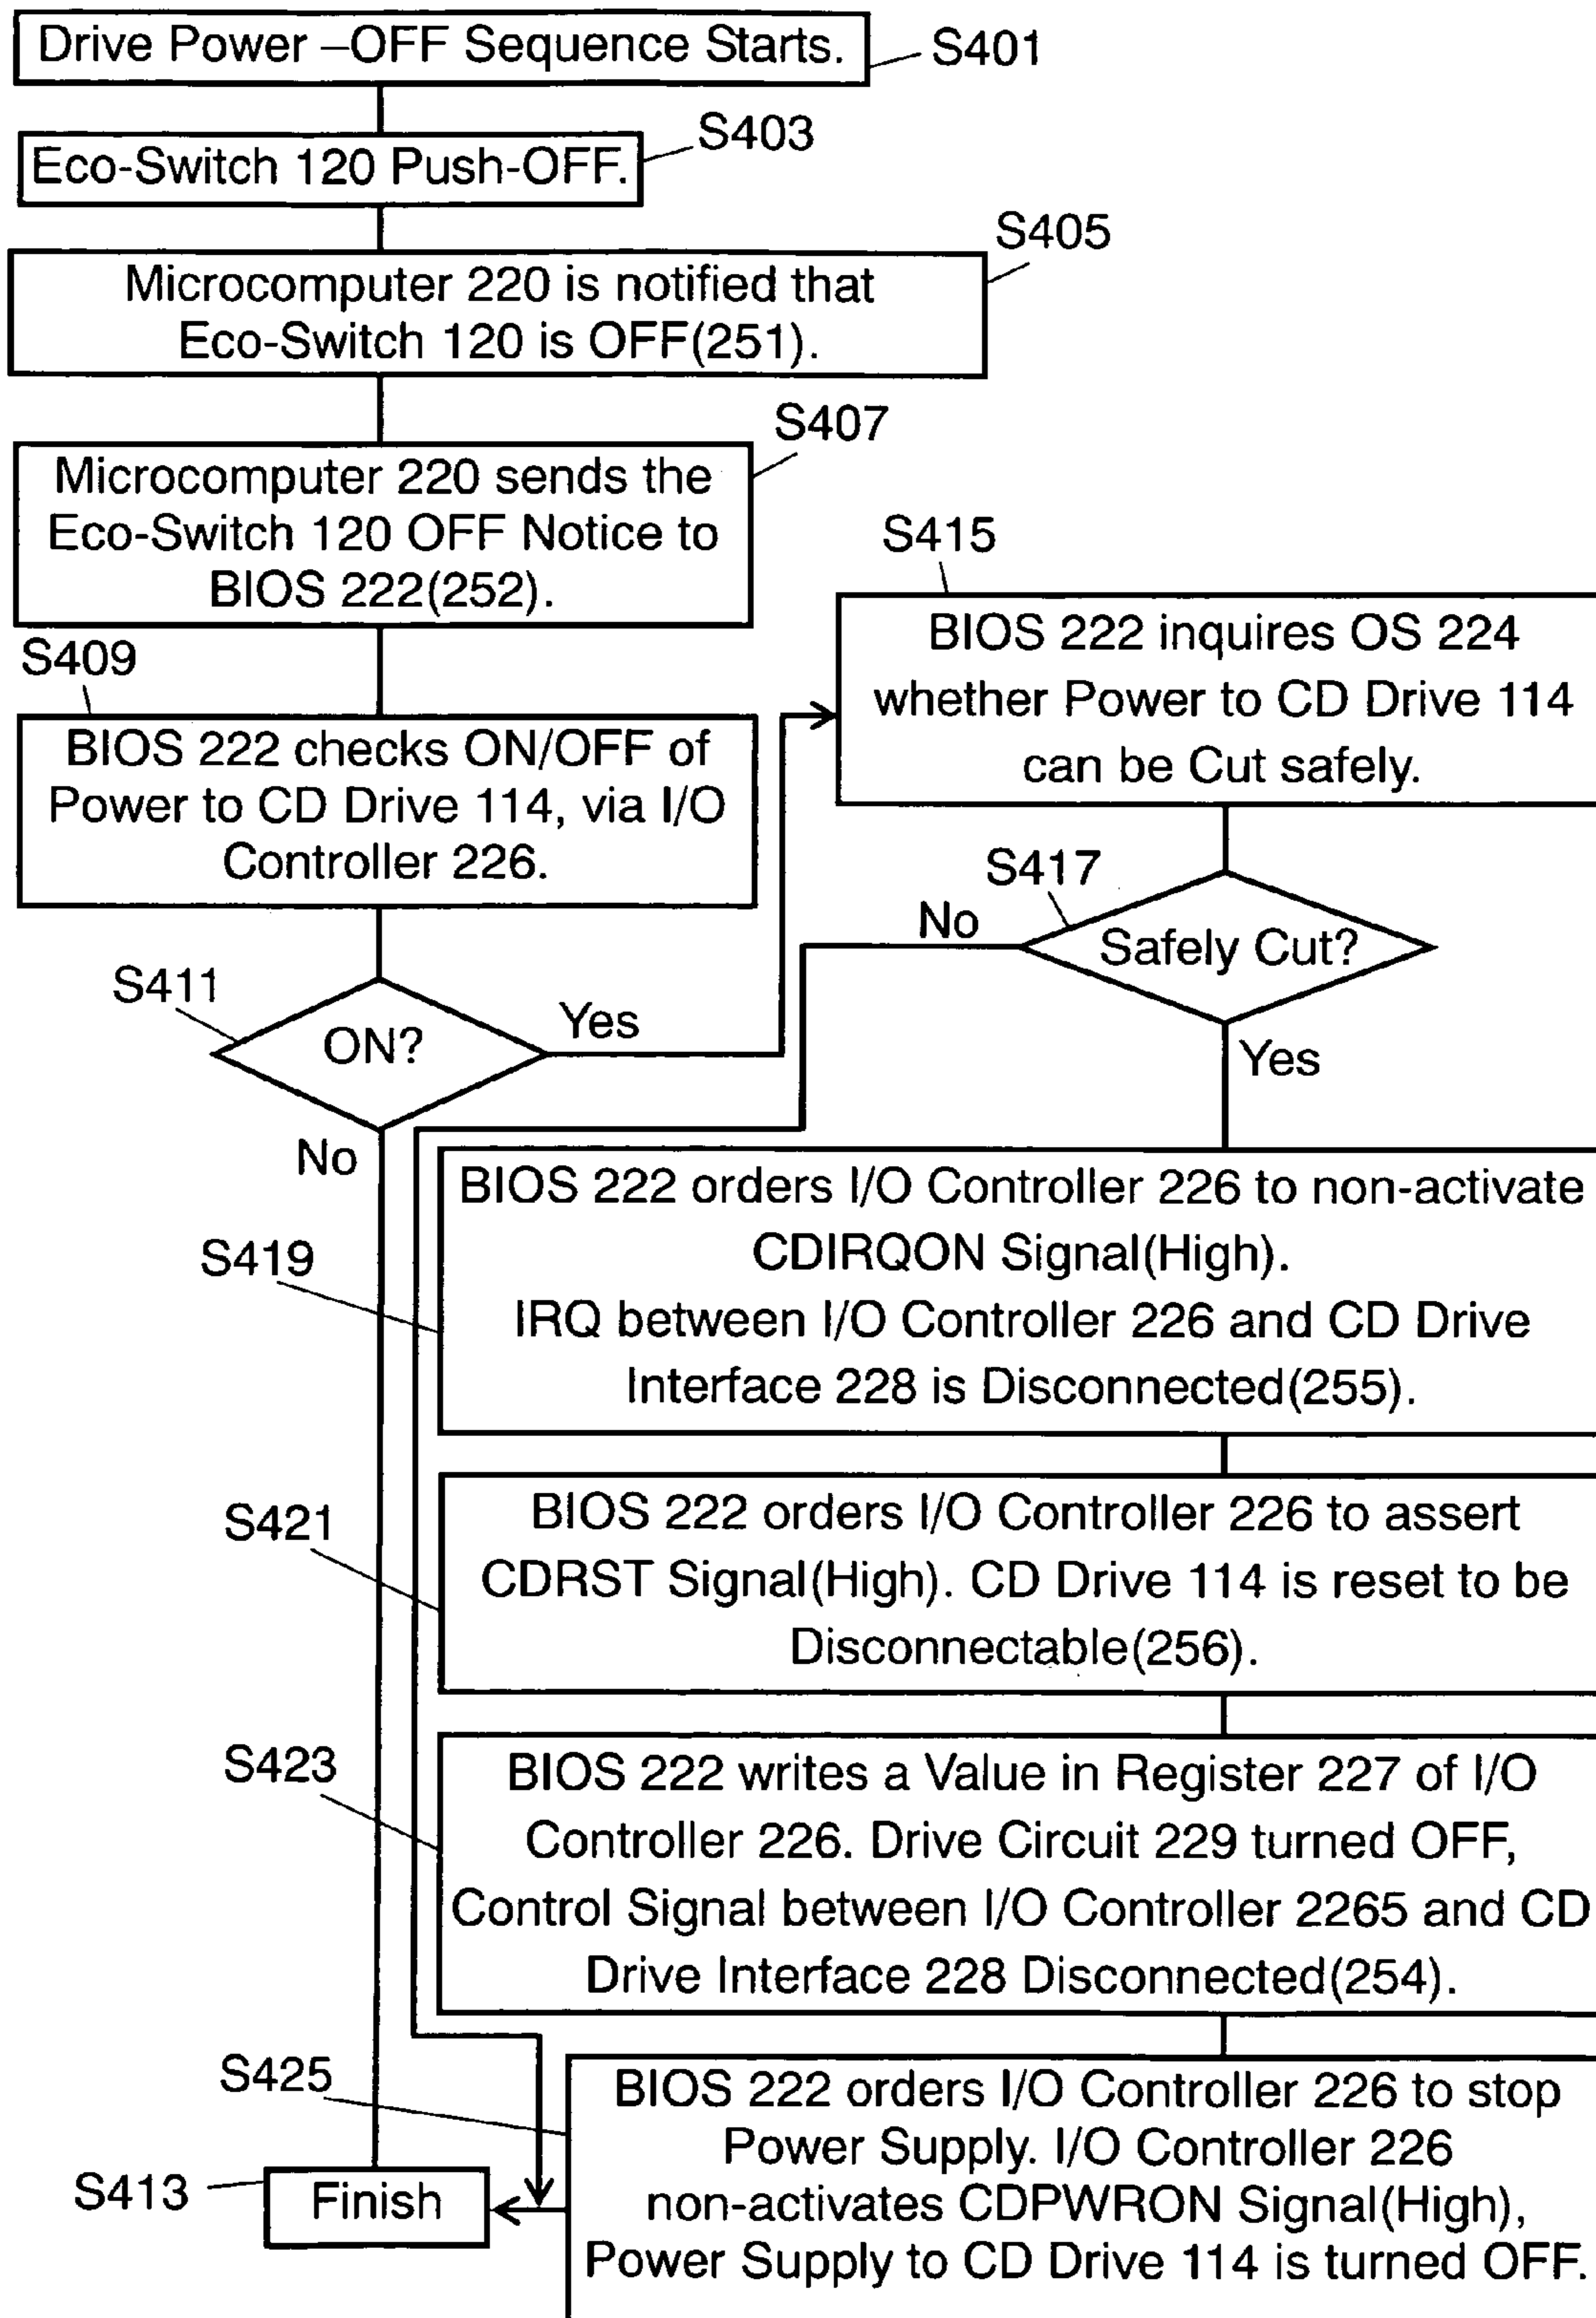 Drive Power –OFF Sequence Starts.
S401
Eco-Switch 120 Push-OFF.
S403
S405
Microcomputer 220 is notified that
Eco-Switch 120 is OFF(251).
S407
Microcomputer 220 sends the
Eco-Switch 120 OFF Notice to
BIOS 222(252).
S409
BIOS 222 checks ON/OFF of
Power to CD Drive 114, via I/O
Controller 226.
S411
ON?
Yes
No
S415
BIOS 222 inquires OS 224
whether Power to CD Drive 114
can be Cut safely.
S417
No
Safely Cut?
Yes
S419
BIOS 222 orders I/O Controller 226 to non-activate
CDIRQON Signal(High).
IRQ between I/O Controller 226 and CD Drive
Interface 228 is Disconnected(255).
S421
BIOS 222 orders I/O Controller 226 to assert
CDRST Signal(High). CD Drive 114 is reset to be
Disconnectable(256).
S423
BIOS 222 writes a Value in Register 227 of I/O
Controller 226. Drive Circuit 229 turned OFF,
Control Signal between I/O Controller 2265 and CD
Drive Interface 228 Disconnected(254).
S425
BIOS 222 orders I/O Controller 226 to stop
Power Supply. I/O Controller 226
non-activates CDPWRON Signal(High),
Power Supply to CD Drive 114 is turned OFF.
S413
Finish